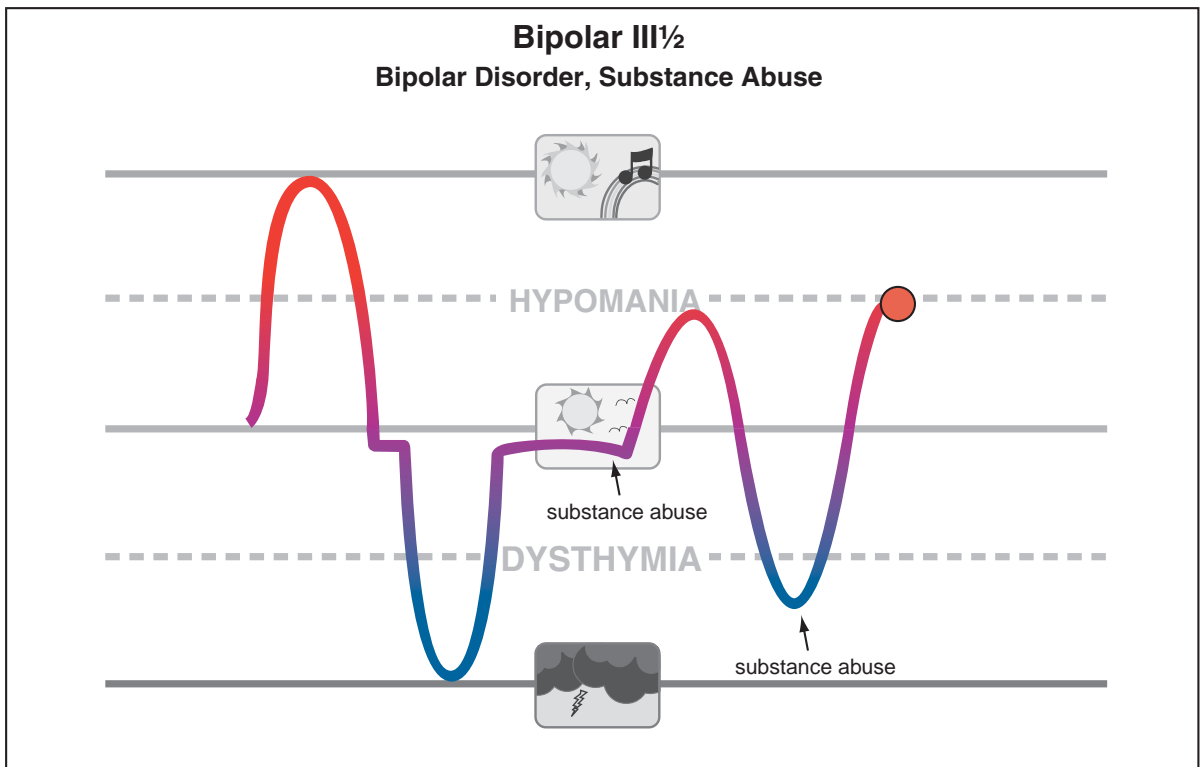 Bipolar III½
Bipolar Disorder, Substance Abuse
HYPOMANIA
substance abuse
DYSTHYMIA
substance abuse